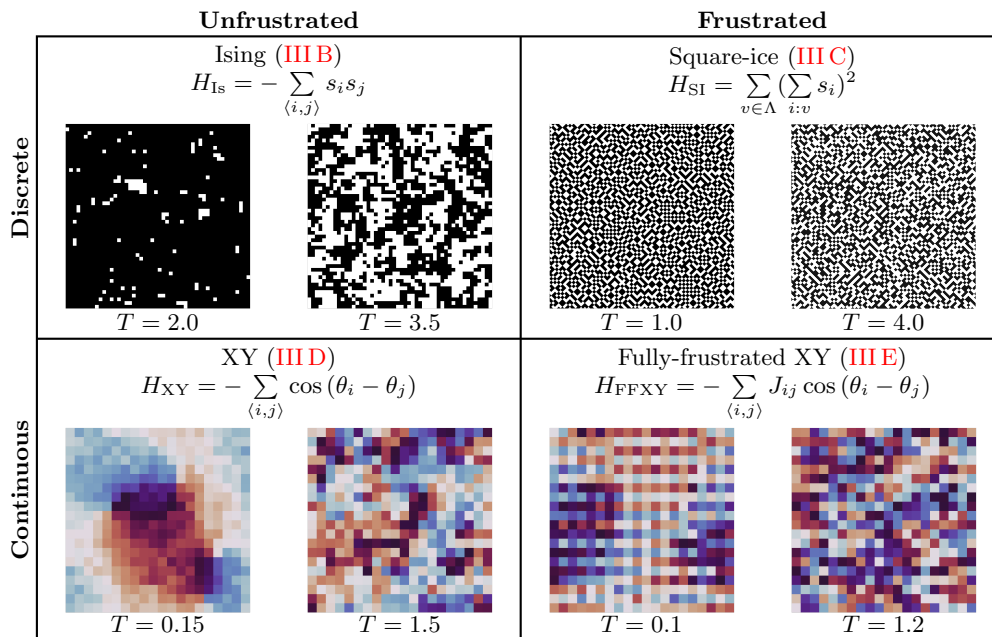 Unfrustrated
Frustrated
Discrete
Ising (III B)
H_Is = − ∑_⟨i,j⟩ s_i s_j
T = 2.0
T = 3.5
Square-ice (III C)
H_SI = ∑_{v∈Λ} (∑_{i:v} s_i)^2
T = 1.0
T = 4.0
Continuous
XY (III D)
H_XY = − ∑_⟨i,j⟩ cos (θ_i − θ_j)
T = 0.15
T = 1.5
Fully-frustrated XY (III E)
H_FFXY = − ∑_⟨i,j⟩ J_ij cos (θ_i − θ_j)
T = 0.1
T = 1.2